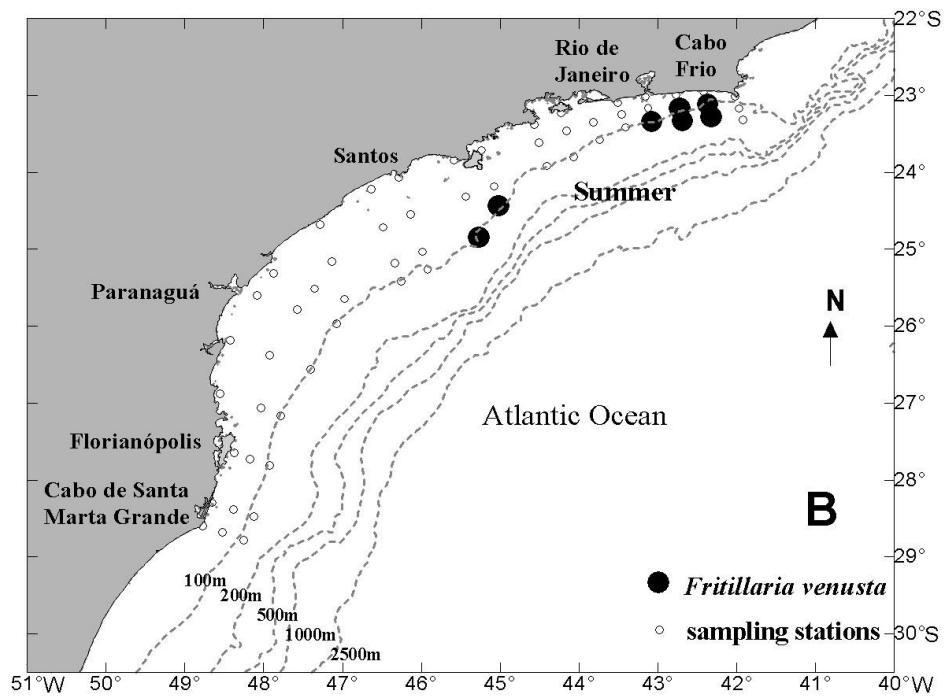 22°S
Rio de
Janeiro
Cabo
Frio
23°
Santos
24°
Summer
25°
Paranaguá
N
26°
Atlantic Ocean
27°
Florianópolis
28°
Cabo de Santa
Marta Grande
B
29°
100m
200m
500m
1000m
2500m
Fritillaria venusta
sampling stations
30°S
51°W
50°
49°
48°
47°
46°
45°
44°
43°
42°
41°
40°W